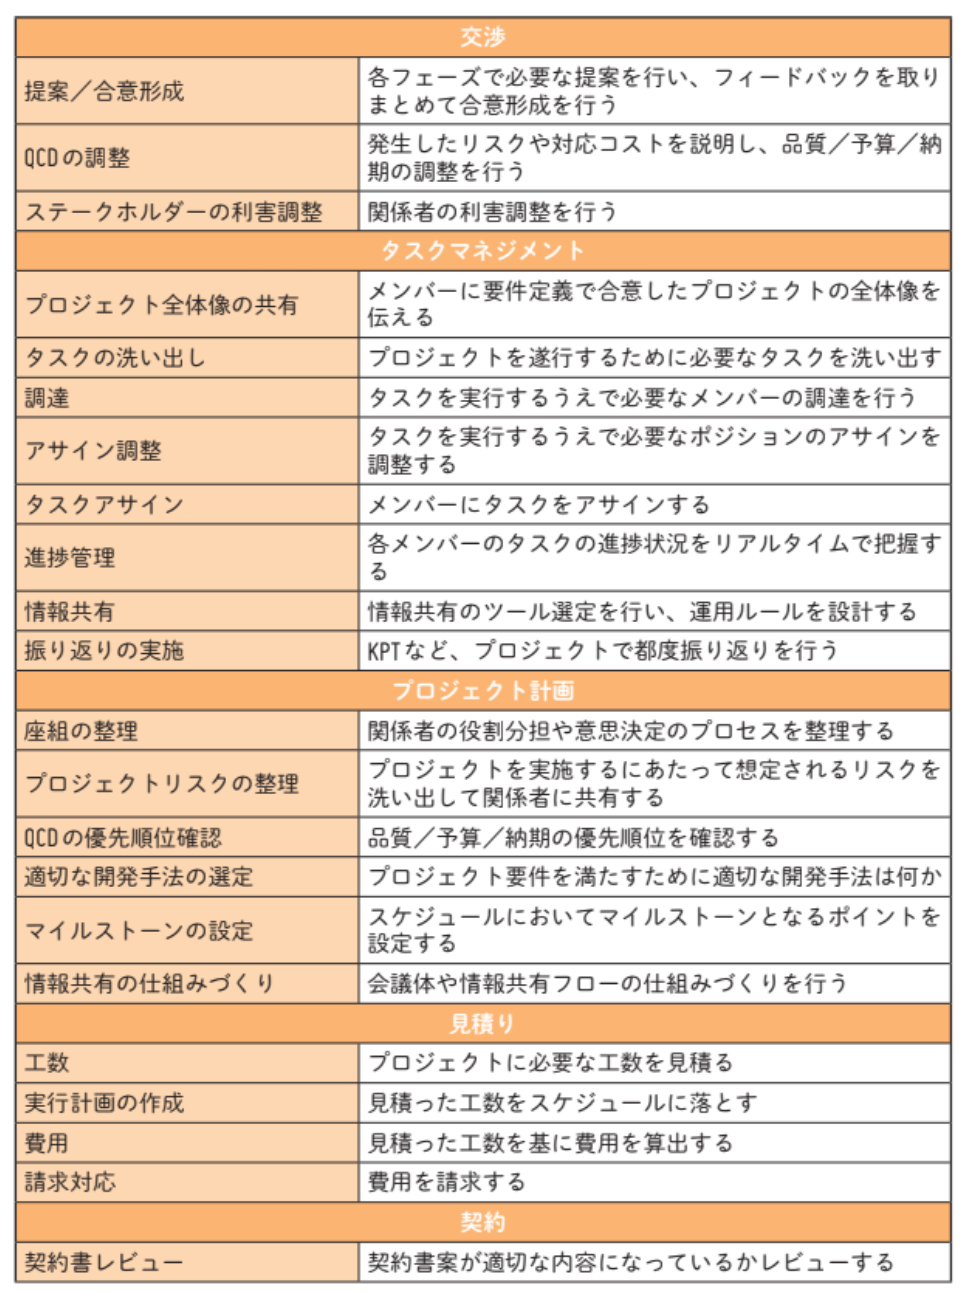 交渉
提案／合意形成
各フェーズで必要な提案を行い、フィードバックを取り
まとめて合意形成を行う
QCDの調整
発生したリスクや対応コストを説明し、品質／予算／納
期の調整を行う
ステークホルダーの利害調整
関係者の利害調整を行う
タスクマネジメント
プロジェクト全体像の共有
メンバーに要件定義で合意したプロジェクトの全体像を
伝える
タスクの洗い出し
プロジェクトを遂行するために必要なタスクを洗い出す
調達
タスクを実行するうえで必要なメンバーの調達を行う
アサイン調整
タスクを実行するうえで必要なポジションのアサインを
調整する
タスクアサイン
メンバーにタスクをアサインする
進捗管理
各メンバーのタスクの進捗状況をリアルタイムで把握す
る
情報共有
情報共有のツール選定を行い、運用ルールを設計する
振り返りの実施
KPTなど、プロジェクトで都度振り返りを行う
プロジェクト計画
座組の整理
関係者の役割分担や意思決定のプロセスを整理する
プロジェクトリスクの整理
プロジェクトを実施するにあたって想定されるリスクを
洗い出して関係者に共有する
QCDの優先順位確認
品質／予算／納期の優先順位を確認する
適切な開発手法の選定
プロジェクト要件を満たすために適切な開発手法は何か
マイルストーンの設定
スケジュールにおいてマイルストーンとなるポイントを
設定する
情報共有の仕組みづくり
会議体や情報共有フローの仕組みづくりを行う
見積り
工数
プロジェクトに必要な工数を見積る
実行計画の作成
見積った工数をスケジュールに落とす
費用
見積った工数を基に費用を算出する
請求対応
費用を請求する
契約
契約書レビュー
契約書案が適切な内容になっているかレビューする